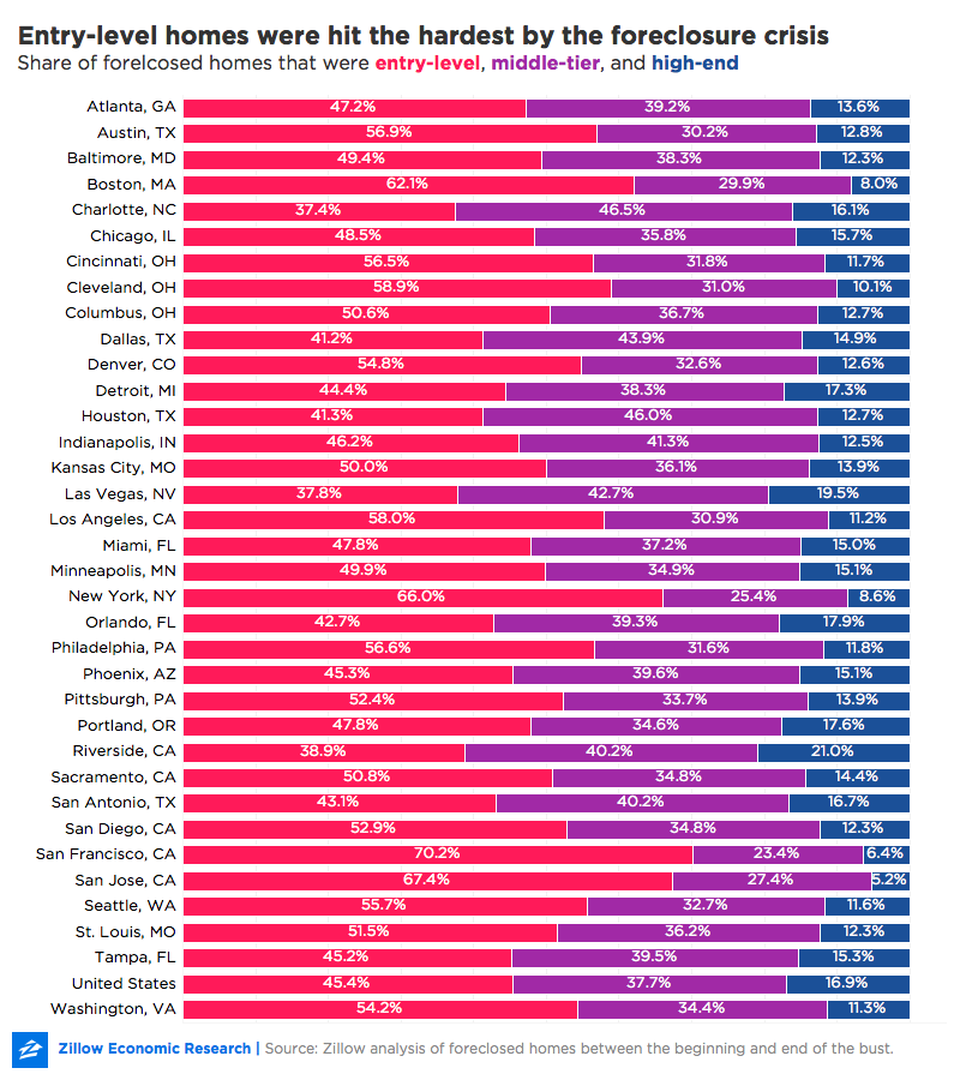 Entry-level homes were hit the hardest by the foreclosure crisis
Share of forelcosed homes that were entry-level, middle-tier, and high-end
Atlanta, GA 47.2% 39.2% 13.6%
Austin, TX 56.9% 30.2% 12.8%
Baltimore, MD 49.4% 38.3% 12.3%
Boston, MA 62.1% 29.9% 8.0%
Charlotte, NC 37.4% 46.5% 16.1%
Chicago, IL 48.5% 35.8% 15.7%
Cincinnati, OH 56.5% 31.8% 11.7%
Cleveland, OH 58.9% 31.0% 10.1%
Columbus, OH 50.6% 36.7% 12.7%
Dallas, TX 41.2% 43.9% 14.9%
Denver, CO 54.8% 32.6% 12.6%
Detroit, MI 44.4% 38.3% 17.3%
Houston, TX 41.3% 46.0% 12.7%
Indianapolis, IN 46.2% 41.3% 12.5%
Kansas City, MO 50.0% 36.1% 13.9%
Las Vegas, NV 37.8% 42.7% 19.5%
Los Angeles, CA 58.0% 30.9% 11.2%
Miami, FL 47.8% 37.2% 15.0%
Minneapolis, MN 49.9% 34.9% 15.1%
New York, NY 66.0% 25.4% 8.6%
Orlando, FL 42.7% 39.3% 17.9%
Philadelphia, PA 56.6% 31.6% 11.8%
Phoenix, AZ 45.3% 39.6% 15.1%
Pittsburgh, PA 52.4% 33.7% 13.9%
Portland, OR 47.8% 34.6% 17.6%
Riverside, CA 38.9% 40.2% 21.0%
Sacramento, CA 50.8% 34.8% 14.4%
San Antonio, TX 43.1% 40.2% 16.7%
San Diego, CA 52.9% 34.8% 12.3%
San Francisco, CA 70.2% 23.4% 6.4%
San Jose, CA 67.4% 27.4% 5.2%
Seattle, WA 55.7% 32.7% 11.6%
St. Louis, MO 51.5% 36.2% 12.3%
Tampa, FL 45.2% 39.5% 15.3%
United States 45.4% 37.7% 16.9%
Washington, VA 54.2% 34.4% 11.3%
Zillow Economic Research | Source: Zillow analysis of foreclosed homes between the beginning and end of the bust.